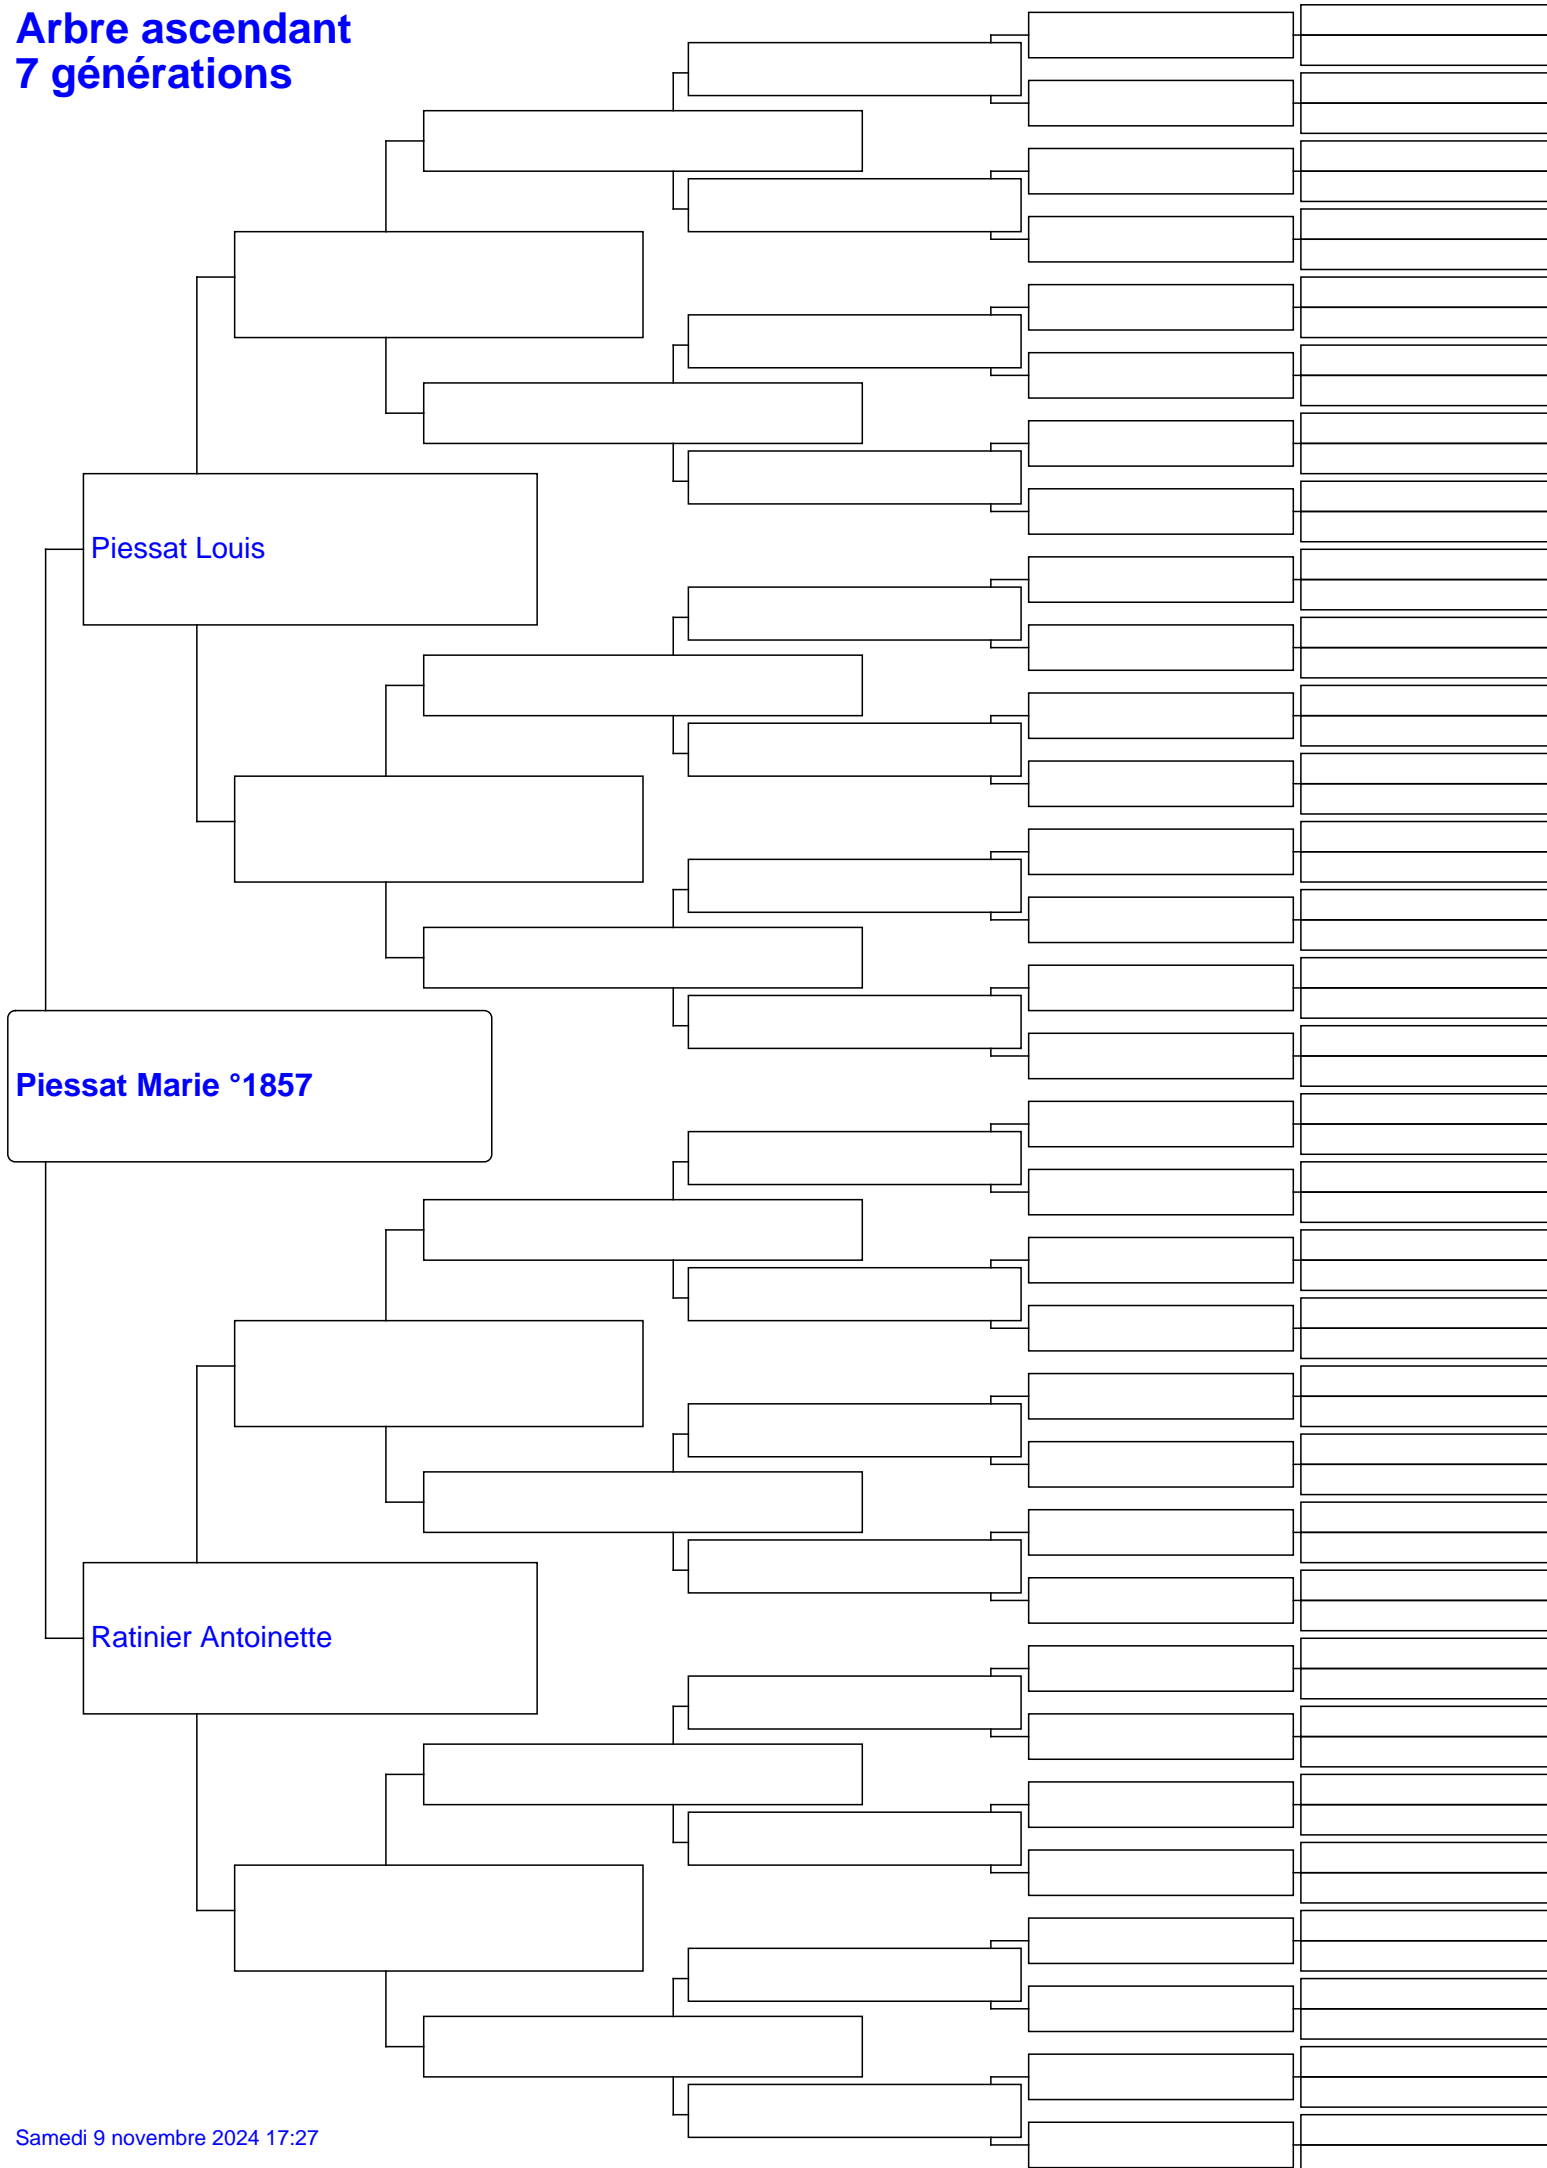 Arbre ascendant
7 générations
Piessat Louis
Piessat Marie °1857
Ratinier Antoinette
Samedi 9 novembre 2024 17:27